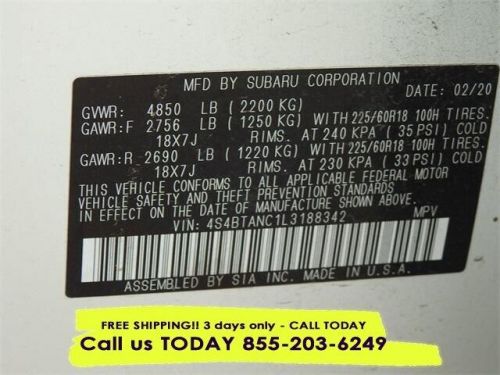 MFD BY SUBARU CORPORATION
DATE: 02/20
GVWR: 4850 LB (2200 KG)
GAWR:F 2756 LB (1250 KG) WITH 225/60R18 100H TIRES.
18X7J RIMS. AT 240 KPA (35 PSI) COLD
GAWR:R 2690 LB (1220 KG) WITH 225/60R18 100H TIRES.
18X7J RIMS. AT 230 KPA (33 PSI) COLD
THIS VEHICLE CONFORMS TO ALL APPLICABLE FEDERAL MOTOR
VEHICLE SAFETY, BUMPER, AND THEFT PREVENTION STANDARDS
IN EFFECT ON THE DATE OF MANUFACTURE SHOWN ABOVE.
VIN: 4S4BTANC1L3188342 MPV
ASSEMBLED BY SIA INC. MADE IN U.S.A.
FREE SHIPPING!! 3 days only - CALL TODAY
Call us TODAY 855-203-6249